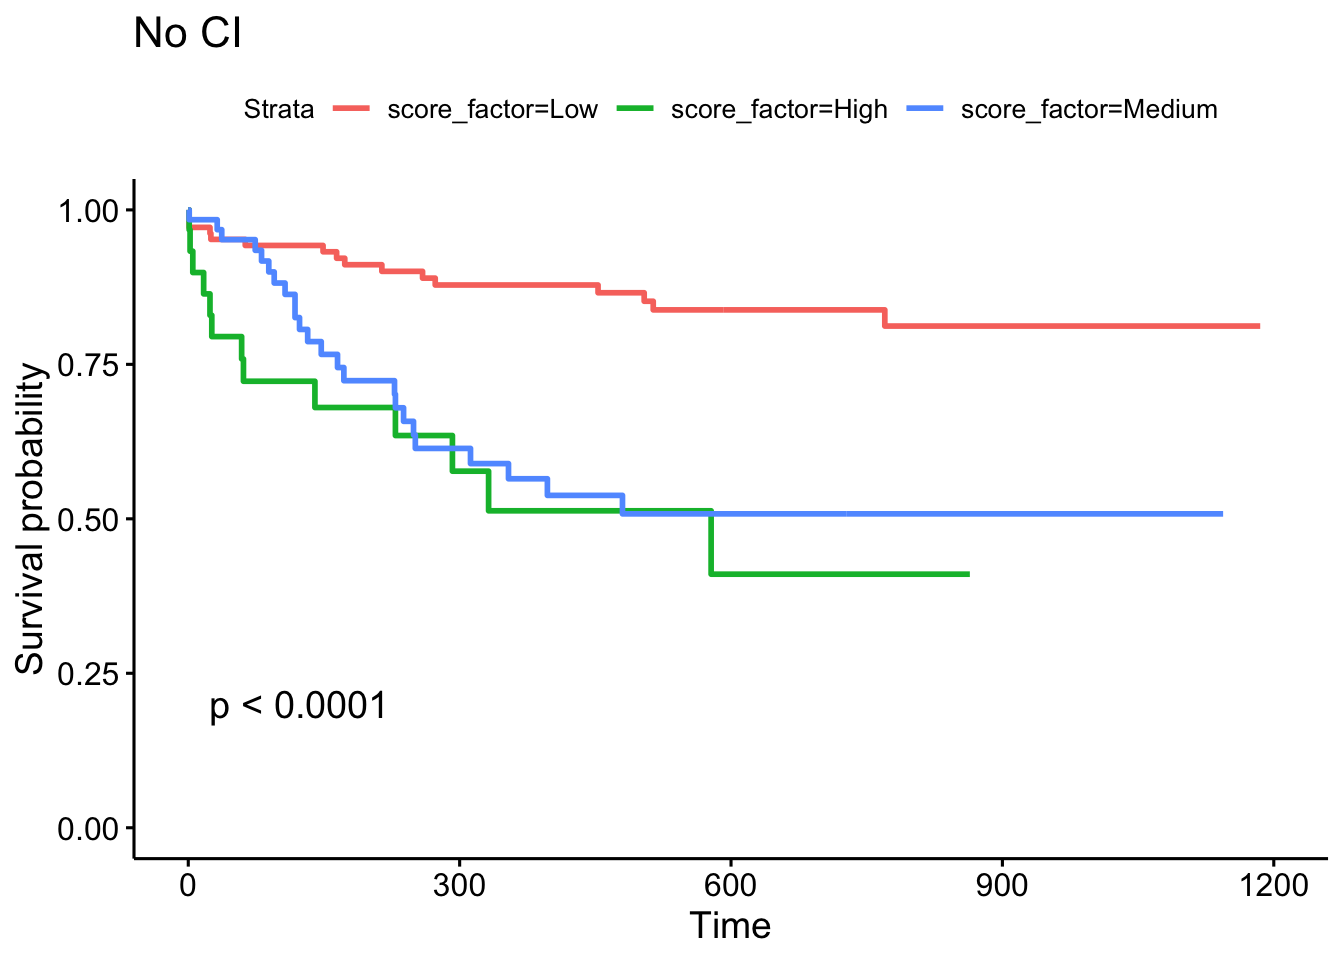 No CI
Strata score_factor=Low score_factor=High score_factor=Medium
1.00
0.75
0.50
0.25
0.00
Survival probability
p < 0.0001
0 300 600 900 1200
Time